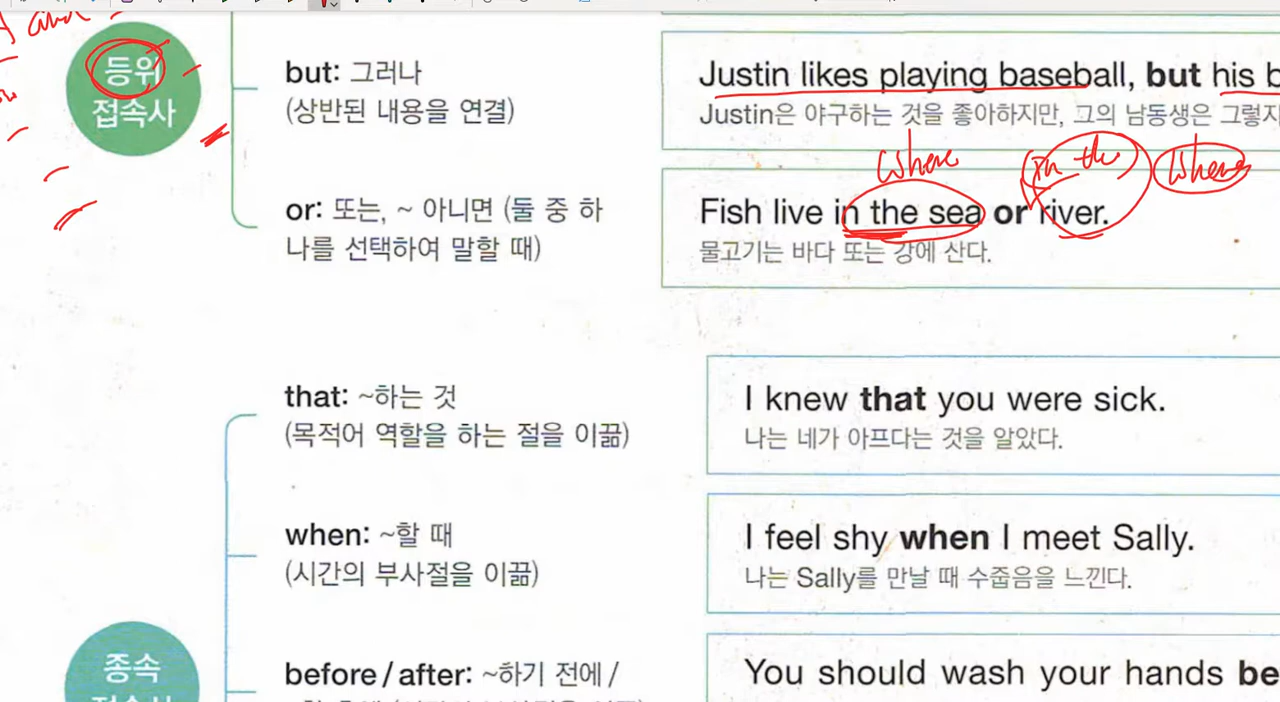 and
등위
접속사
but: 그러나
(상반된 내용을 연결)
Justin likes playing baseball, but his b
Justin은 야구하는 것을 좋아하지만, 그의 남동생은 그렇지
where
(in the)
where
or: 또는, ~ 아니면 (둘 중 하
나를 선택하여 말할 때)
Fish live in the sea or river.
물고기는 바다 또는 강에 산다.
that: ~하는 것
(목적어 역할을 하는 절을 이끎)
I knew that you were sick.
나는 네가 아프다는 것을 알았다.
when: ~할 때
(시간의 부사절을 이끎)
I feel shy when I meet Sally.
나는 Sally를 만날 때 수줍음을 느낀다.
종속
before / after: ~하기 전에 /
You should wash your hands be